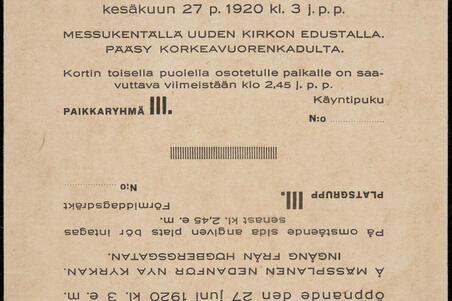 kesäkuun 27 p. 1920 kl. 3 j. p. p.
MESSUKENTÄLLÄ UUDEN KIRKON EDUSTALLA.
PÄÄSY KORKEAVUORENKADULTA.
Kortin toisella puolella osotetulle paikalle on saa-
vuttava viimeistään klo 2,45 j. p. p.
Käyntipuku
PAIKKARYHMÄ III.
N:o
öppnande den 27 juni 1920 kl. 3 e. m.
Å MÄSSPLANEN NEDANFÖR NYA KYRKAN.
INGÅNG FRÅN HÖGBERGSGATAN.
På omstående sida angiven plats bör intagas
senast kl. 2,45 e. m.
Förmiddagsdräkt
PLATSGRUPP III.
N:o